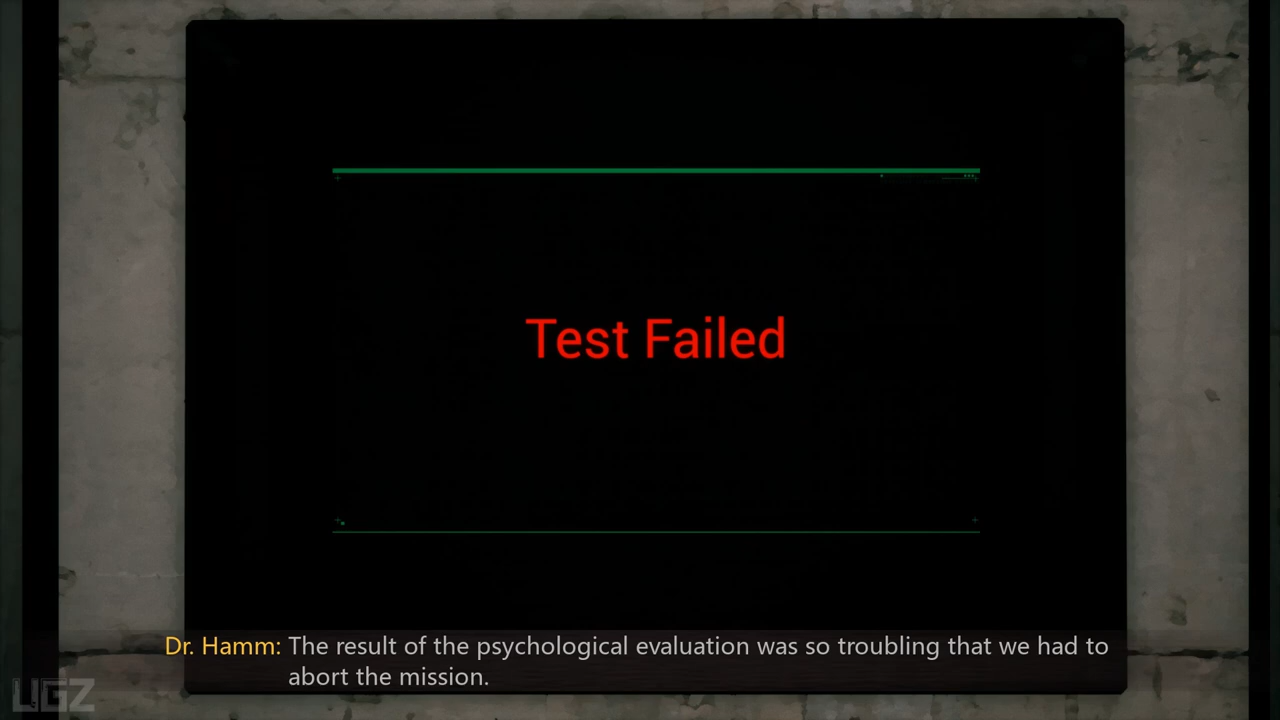 Test Failed
Dr. Hamm: The result of the psychological evaluation was so troubling that we had to
abort the mission.
UGZ